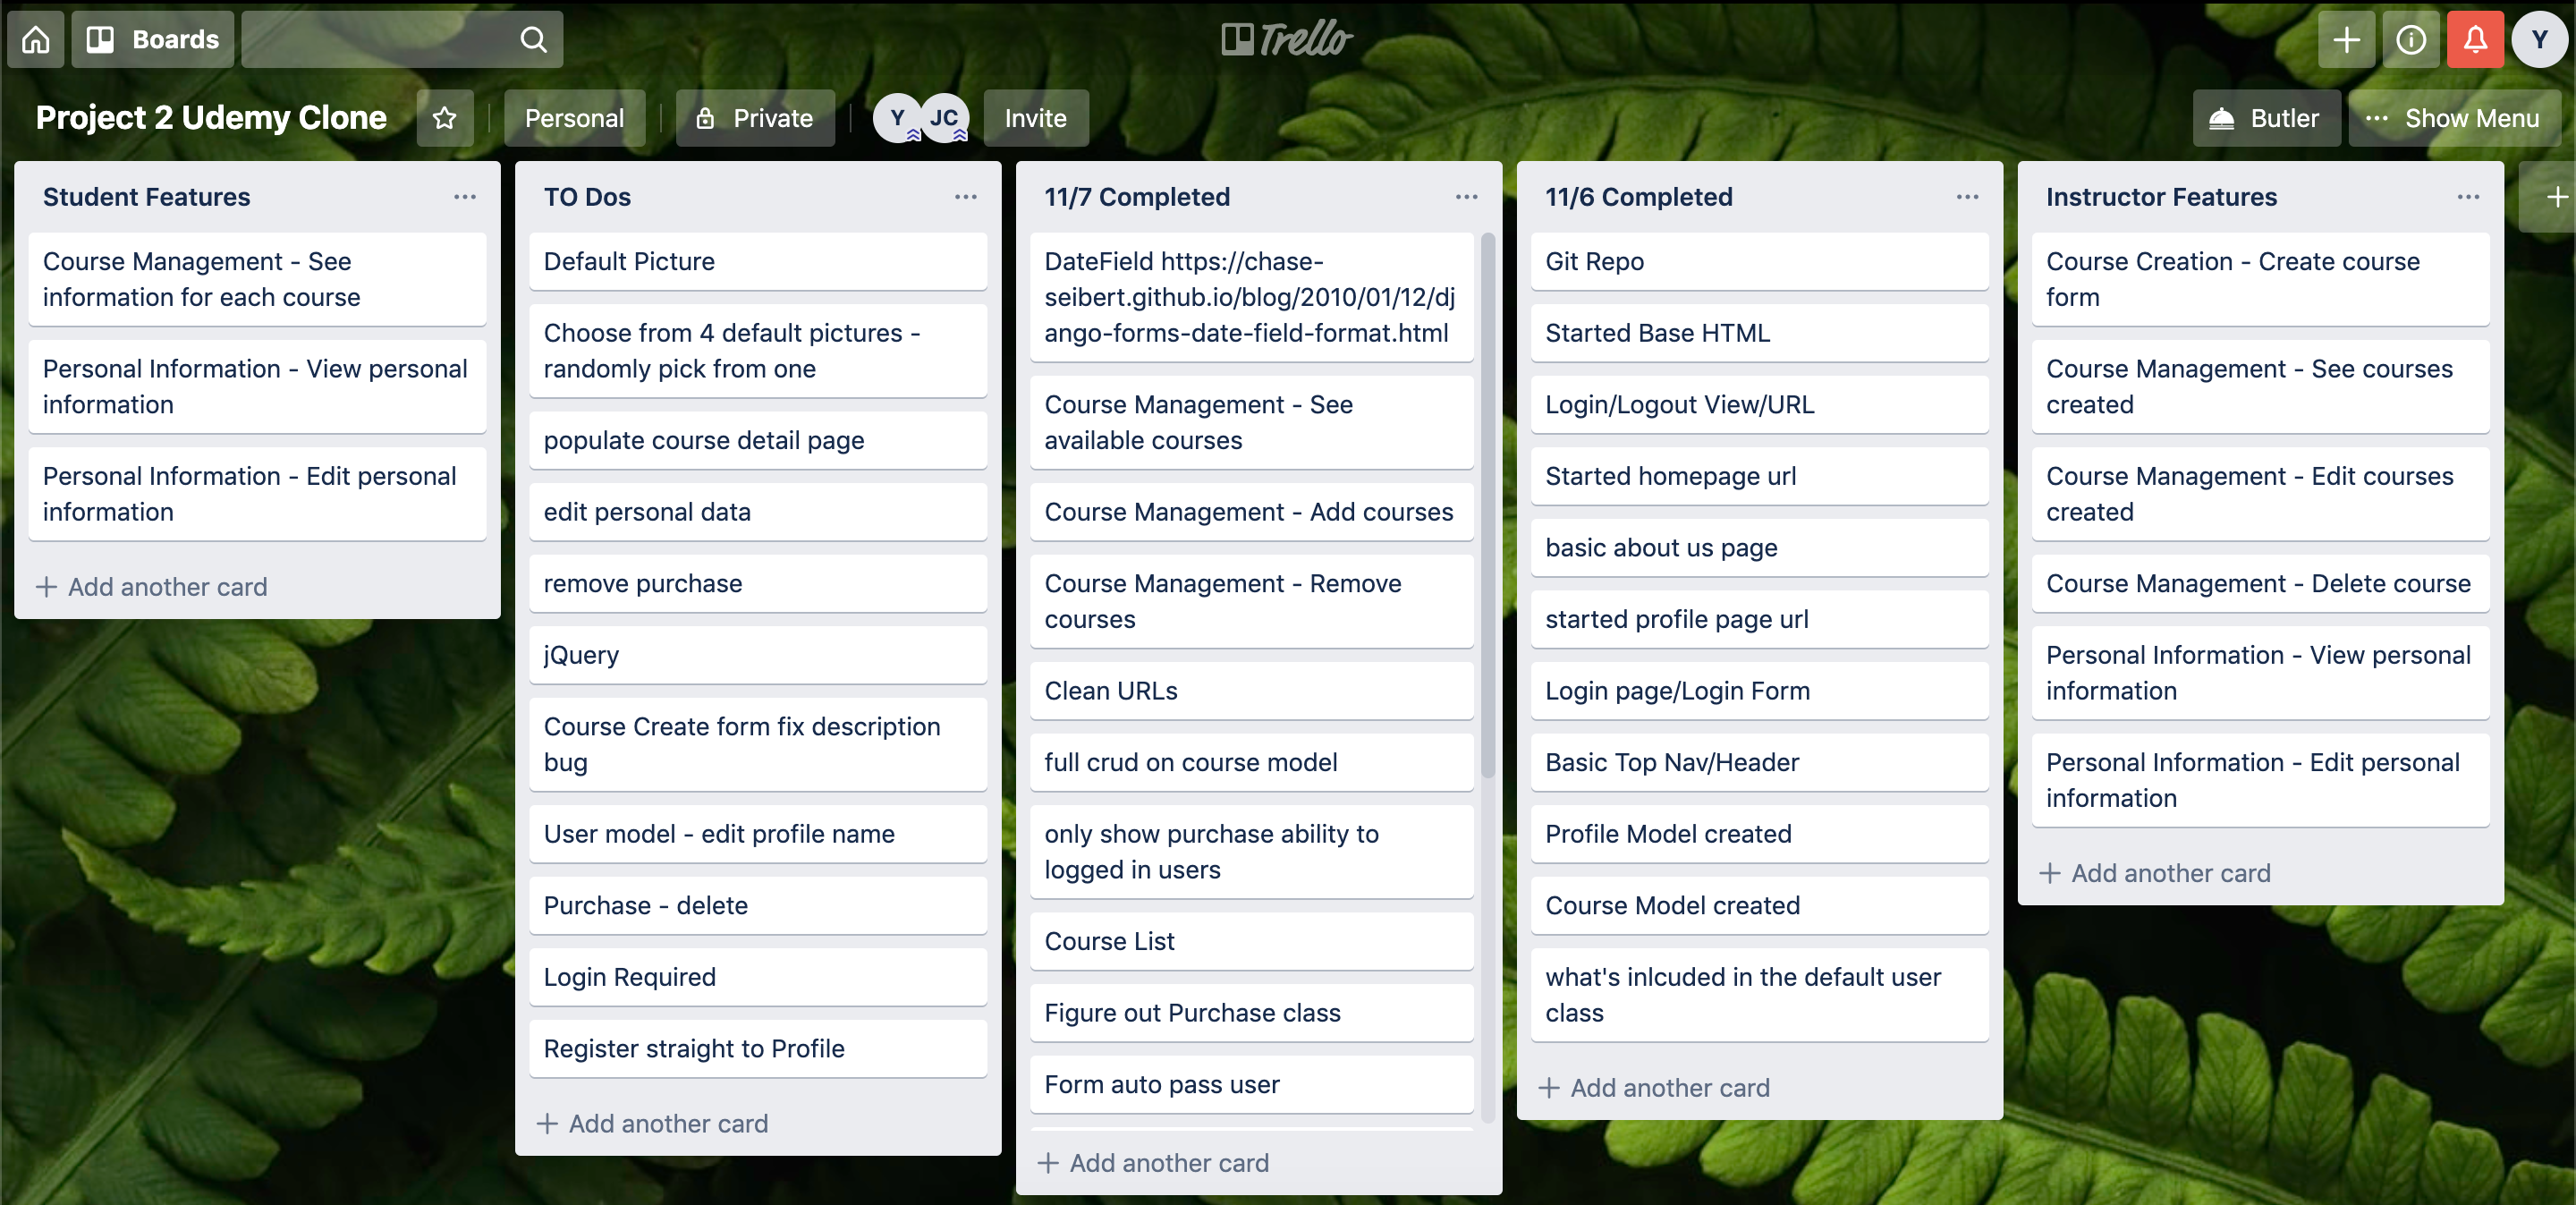 Boards
Trello
Y
Project 2 Udemy Clone
Personal
Private
Y
JC
Invite
Butler
Show Menu
Student Features
Course Management - See
information for each course
Personal Information - View personal
information
Personal Information - Edit personal
information
Add another card
TO Dos
Default Picture
Choose from 4 default pictures -
randomly pick from one
populate course detail page
edit personal data
remove purchase
jQuery
Course Create form fix description
bug
User model - edit profile name
Purchase - delete
Login Required
Register straight to Profile
Add another card
11/7 Completed
DateField https://chase-
seibert.github.io/blog/2010/01/12/dj
ango-forms-date-field-format.html
Course Management - See
available courses
Course Management - Add courses
Course Management - Remove
courses
Clean URLs
full crud on course model
only show purchase ability to
logged in users
Course List
Figure out Purchase class
Form auto pass user
Add another card
11/6 Completed
Git Repo
Started Base HTML
Login/Logout View/URL
Started homepage url
basic about us page
started profile page url
Login page/Login Form
Basic Top Nav/Header
Profile Model created
Course Model created
what's inlcuded in the default user
class
Add another card
Instructor Features
Course Creation - Create course
form
Course Management - See courses
created
Course Management - Edit courses
created
Course Management - Delete course
Personal Information - View personal
information
Personal Information - Edit personal
information
Add another card